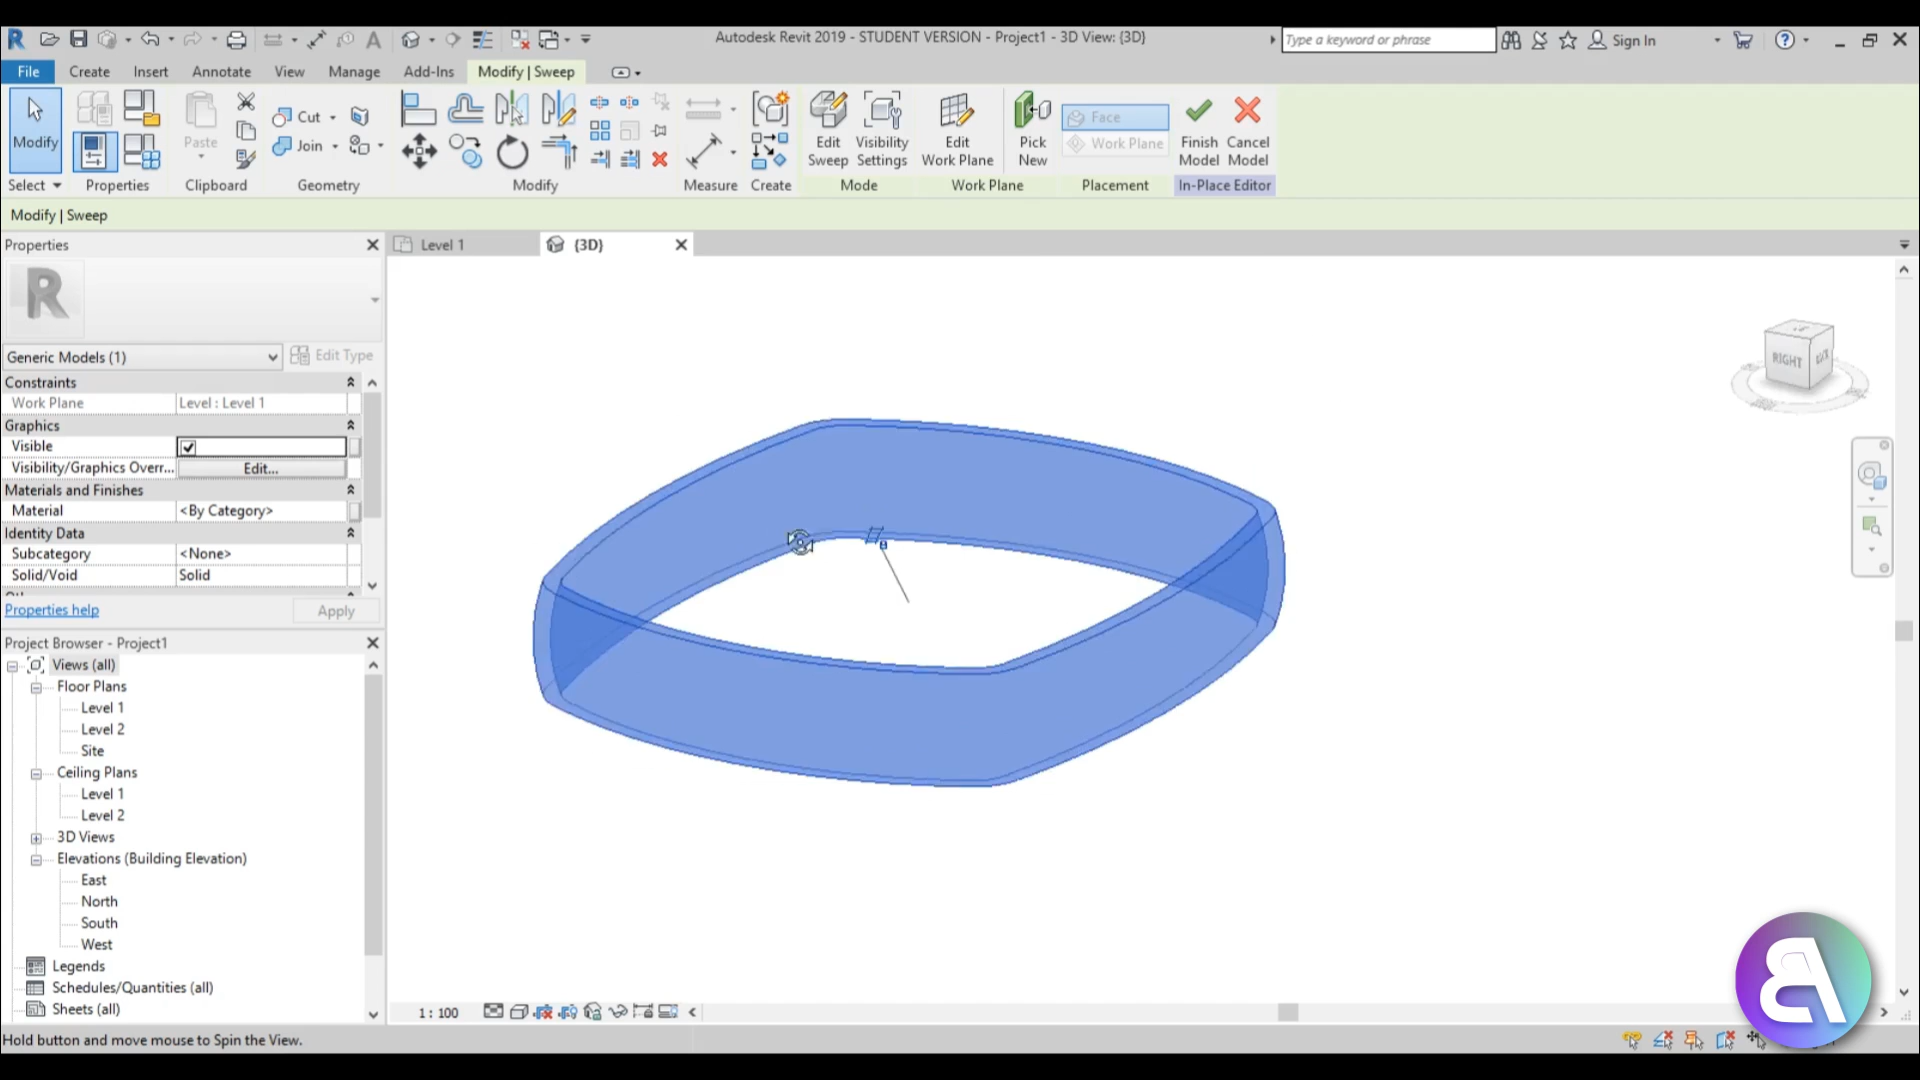 Autodesk Revit 2019 - STUDENT VERSION - Project1 - 3D View: {3D}
Type a keyword or phrase
Sign In
File
Create
Insert
Annotate
View
Manage
Add-Ins
Modify | Sweep
Modify
Paste
Cut
Join
Edit Sweep
Visibility Settings
Edit Work Plane
Pick New
Face
Work Plane
Finish Model
Cancel Model
Select
Properties
Clipboard
Geometry
Modify
Measure
Create
Mode
Work Plane
Placement
In-Place Editor
Modify | Sweep
Properties
Level 1
{3D}
Generic Models (1)
Edit Type
Constraints
Work Plane
Level : Level 1
Graphics
Visible
Visibility/Graphics Overr...
Edit...
Materials and Finishes
Material
<By Category>
Identity Data
Subcategory
<None>
Solid/Void
Solid
Properties help
Apply
RIGHT
Project Browser - Project1
Views (all)
Floor Plans
Level 1
Level 2
Site
Ceiling Plans
Level 1
Level 2
3D Views
Elevations (Building Elevation)
East
North
South
West
Legends
Schedules/Quantities (all)
Sheets (all)
1 : 100
Hold button and move mouse to Spin the View.